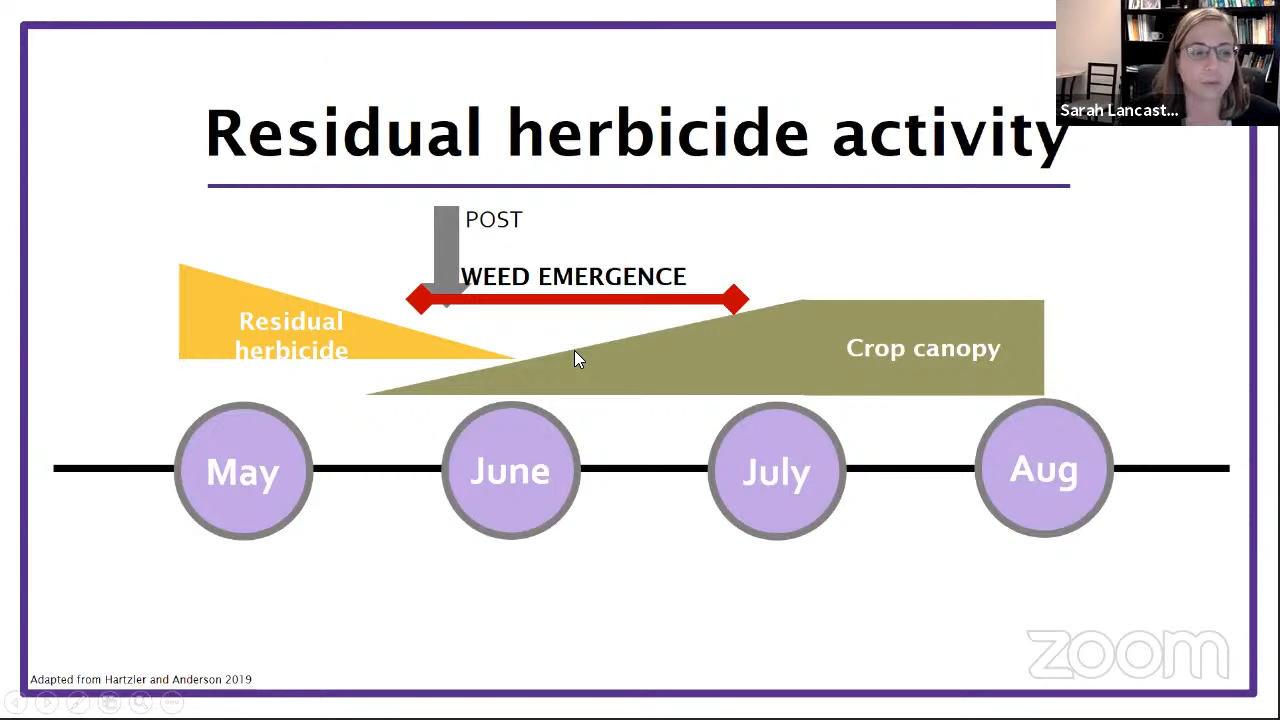 Sarah Lancast...
Residual herbicide activity
POST
WEED EMERGENCE
Residual
herbicide
Crop canopy
May
June
July
Aug
zoom
Adapted from Hartzler and Anderson 2019